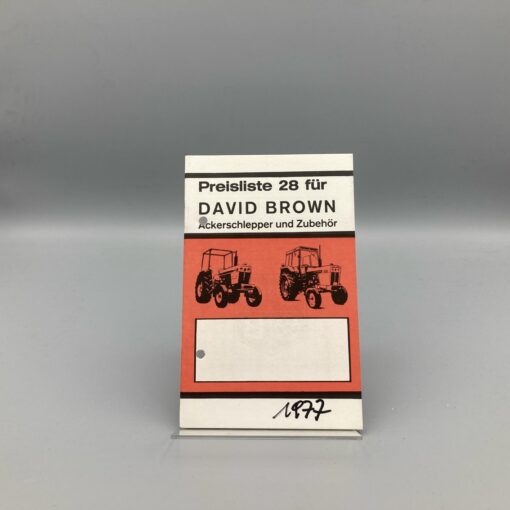 Preisliste 28 für
DAVID BROWN
Ackerschlepper und Zubehör
1977